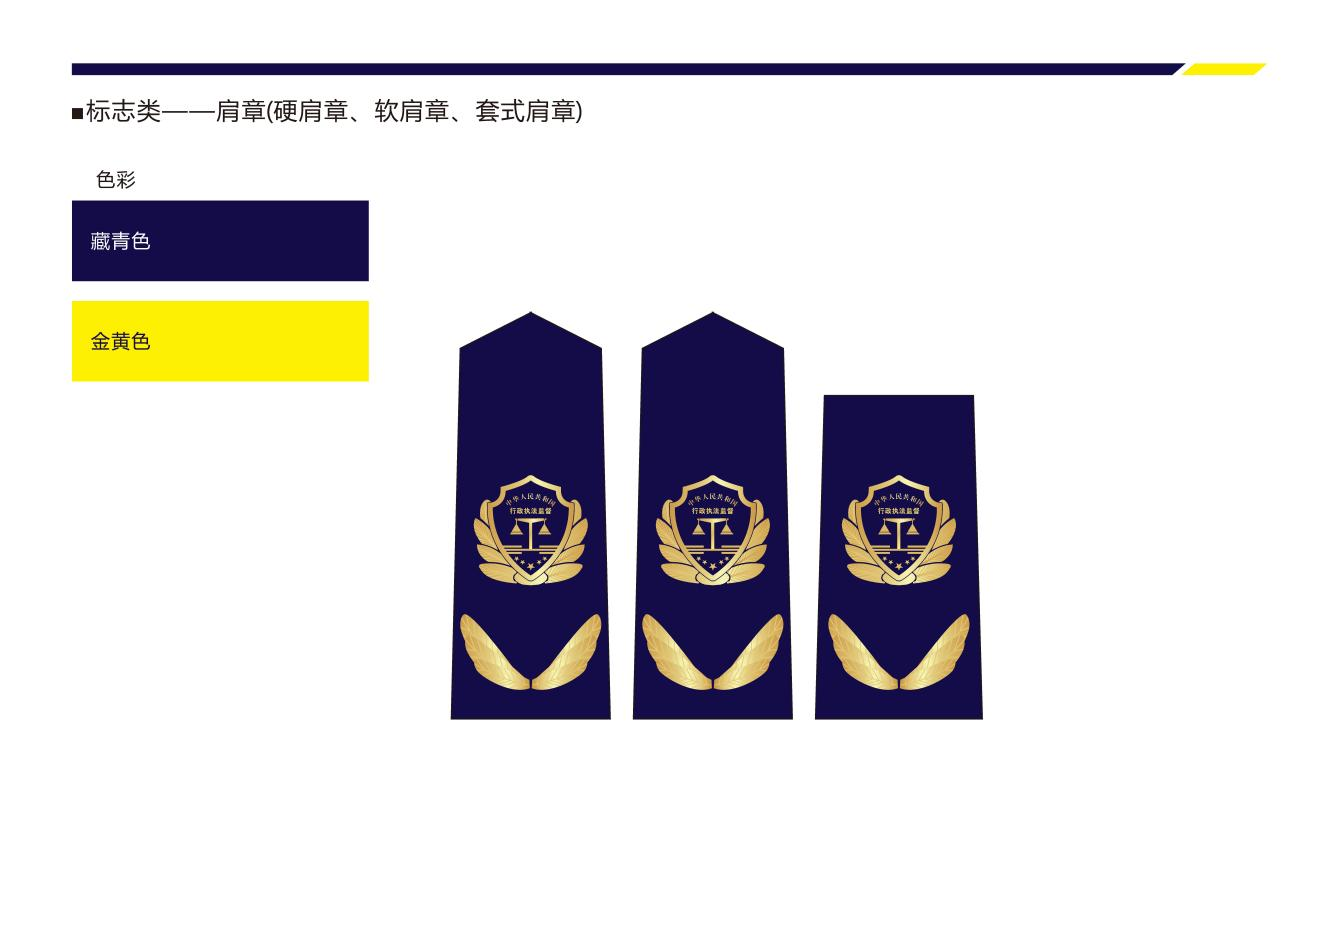 ■标志类——肩章(硬肩章、软肩章、套式肩章)
色彩
藏青色
金黄色
中华人民共和国
行政执法监督
中华人民共和国
行政执法监督
中华人民共和国
行政执法监督